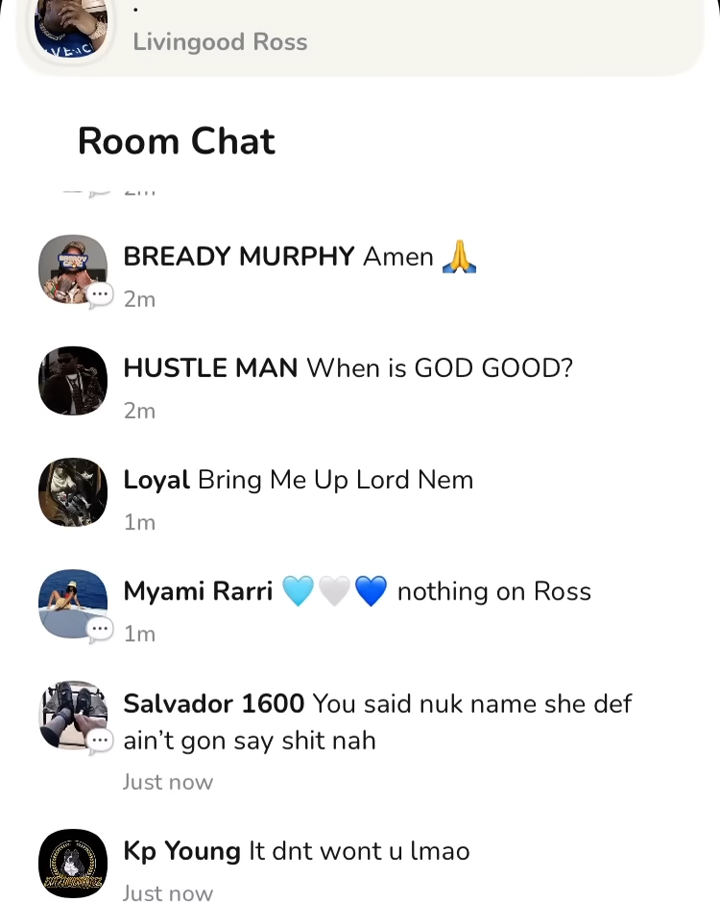 Livingood Ross
Room Chat
BREADY MURPHY Amen 🙏
2m
HUSTLE MAN When is GOD GOOD?
2m
Loyal Bring Me Up Lord Nem
1m
Myami Rarri 🩵🤍💙 nothing on Ross
1m
Salvador 1600 You said nuk name she def
ain't gon say shit nah
Just now
Kp Young It dnt wont u lmao
Just now